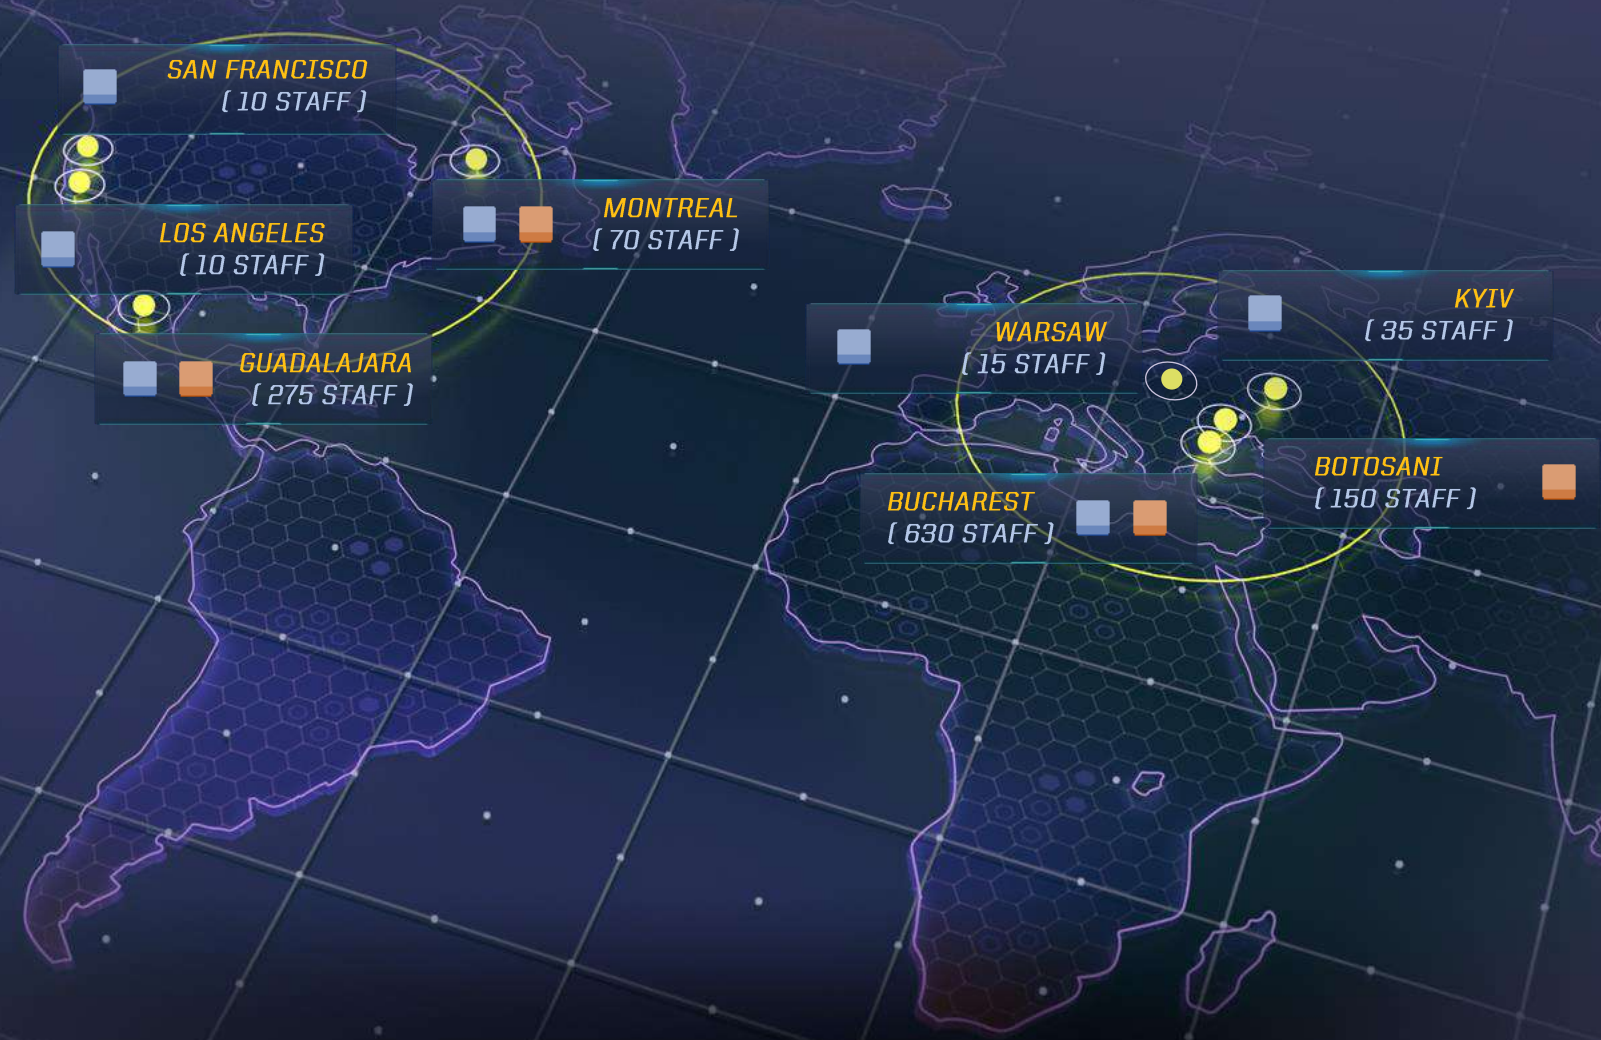 SAN FRANCISCO
( 10 STAFF )
LOS ANGELES
( 10 STAFF )
MONTREAL
( 70 STAFF )
GUADALAJARA
( 275 STAFF )
WARSAW
( 15 STAFF )
KYIV
( 35 STAFF )
BUCHAREST
( 630 STAFF )
BOTOSANI
( 150 STAFF )